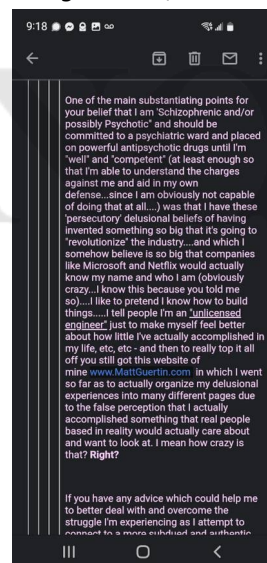 9:18
One of the main substantiating points for
your belief that I am 'Schizophrenic and/or
possibly Psychotic" and should be
committed to a psychiatric ward and placed
on powerful antipsychotic drugs until I'm
"well" and "competent" (at least enough so
that I'm able to understand the charges
against me and aid in my own
defense...since I am obviously not capable
of doing that at all....) was that I have these
'persecutory' delusional beliefs of having
invented something so big that it's going to
"revolutionize" the industry....and which I
somehow believe is so big that companies
like Microsoft and Netflix would actually
know my name and who I am (obviously
crazy...I know this because you told me
so)....I like to pretend I know how to build
things.....I tell people I'm an "unlicensed
engineer" just to make myself feel better
about how little I've actually accomplished in
my life, etc, etc - and then to really top it all
off you still got this website of
mine www.MattGuertin.com in which I went
so far as to actually organize my delusional
experiences into many different pages due
to the false perception that I actually
accomplished something that real people
based in reality would actually care about
and want to look at. I mean how crazy is
that? Right?
If you have any advice which could help me
to better deal with and overcome the
struggle I'm experiencing as I attempt to
connect to a more subdued and authentic